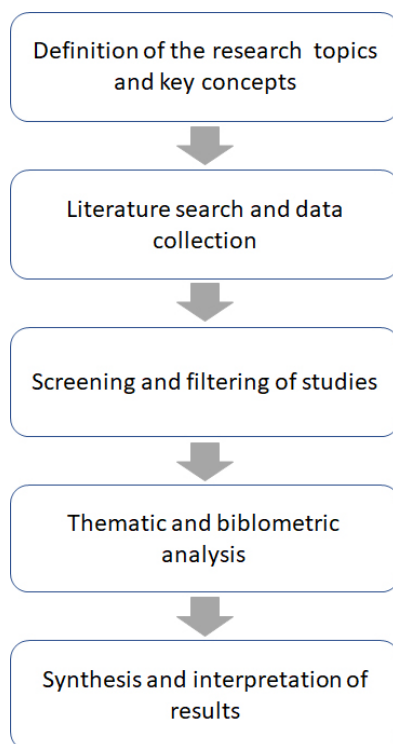 Definition of the research topics
and key concepts
Literature search and data
collection
Screening and filtering of studies
Thematic and biblometric
analysis
Synthesis and interpretation of
results